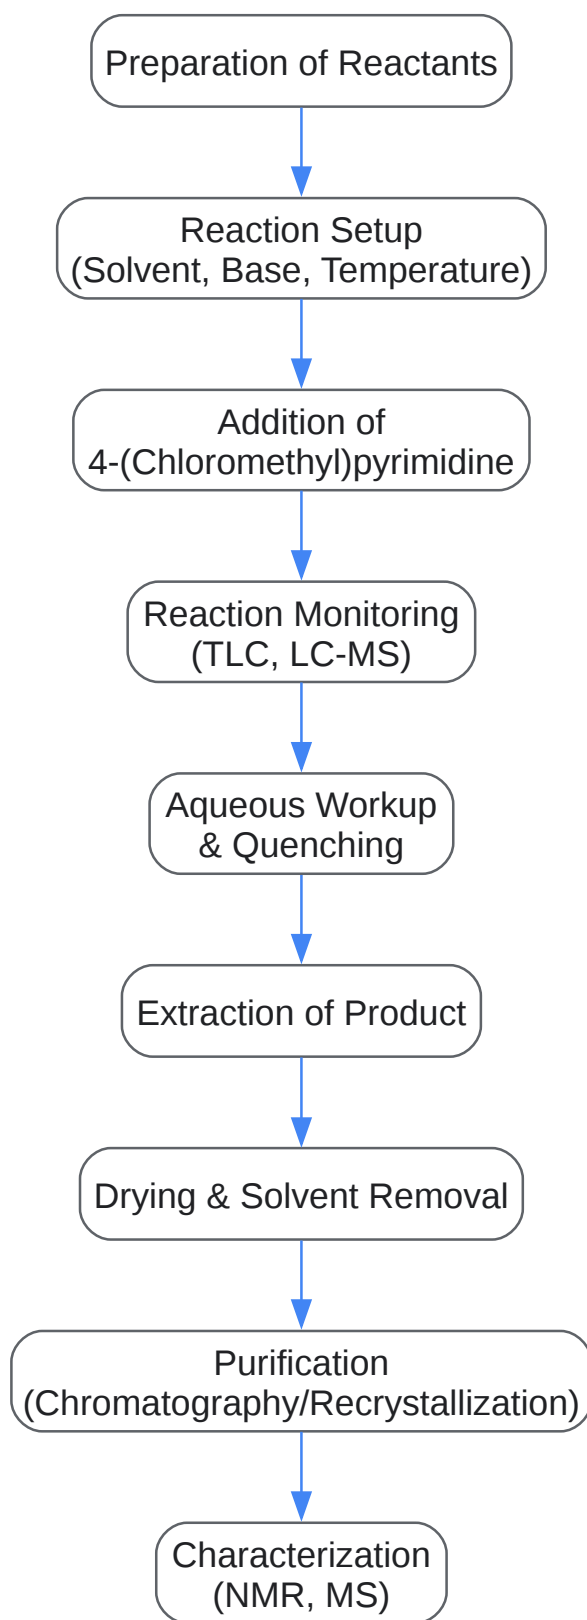 Preparation of Reactants
Reaction Setup
(Solvent, Base, Temperature)
Addition of
4-(Chloromethyl)pyrimidine
Reaction Monitoring
(TLC, LC-MS)
Aqueous Workup
& Quenching
Extraction of Product
Drying & Solvent Removal
Purification
(Chromatography/Recrystallization)
Characterization
(NMR, MS)